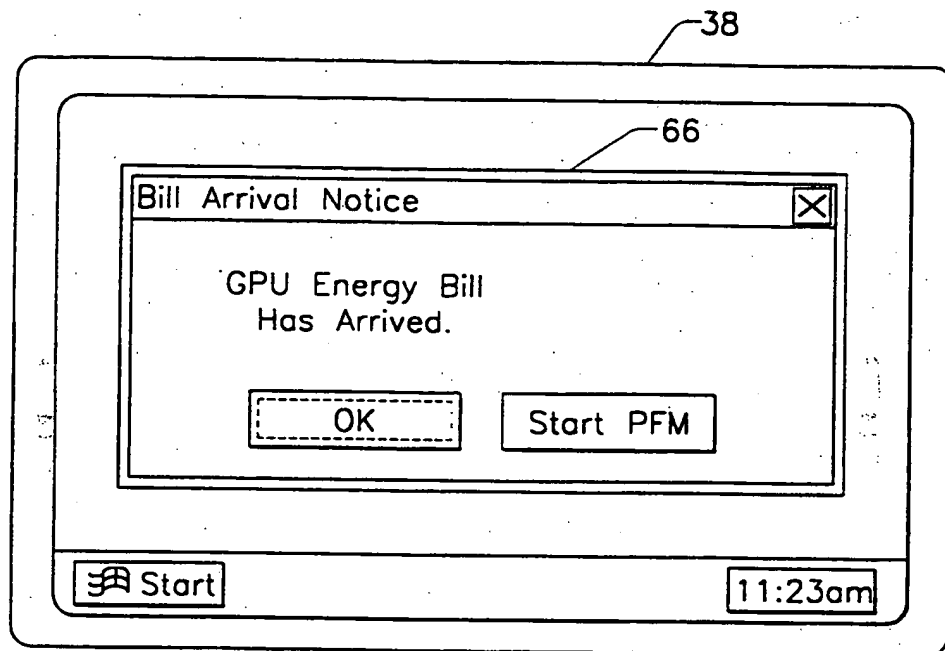 38
66
Bill Arrival Notice
GPU Energy Bill
Has Arrived.
OK
Start PFM
Start
11:23am